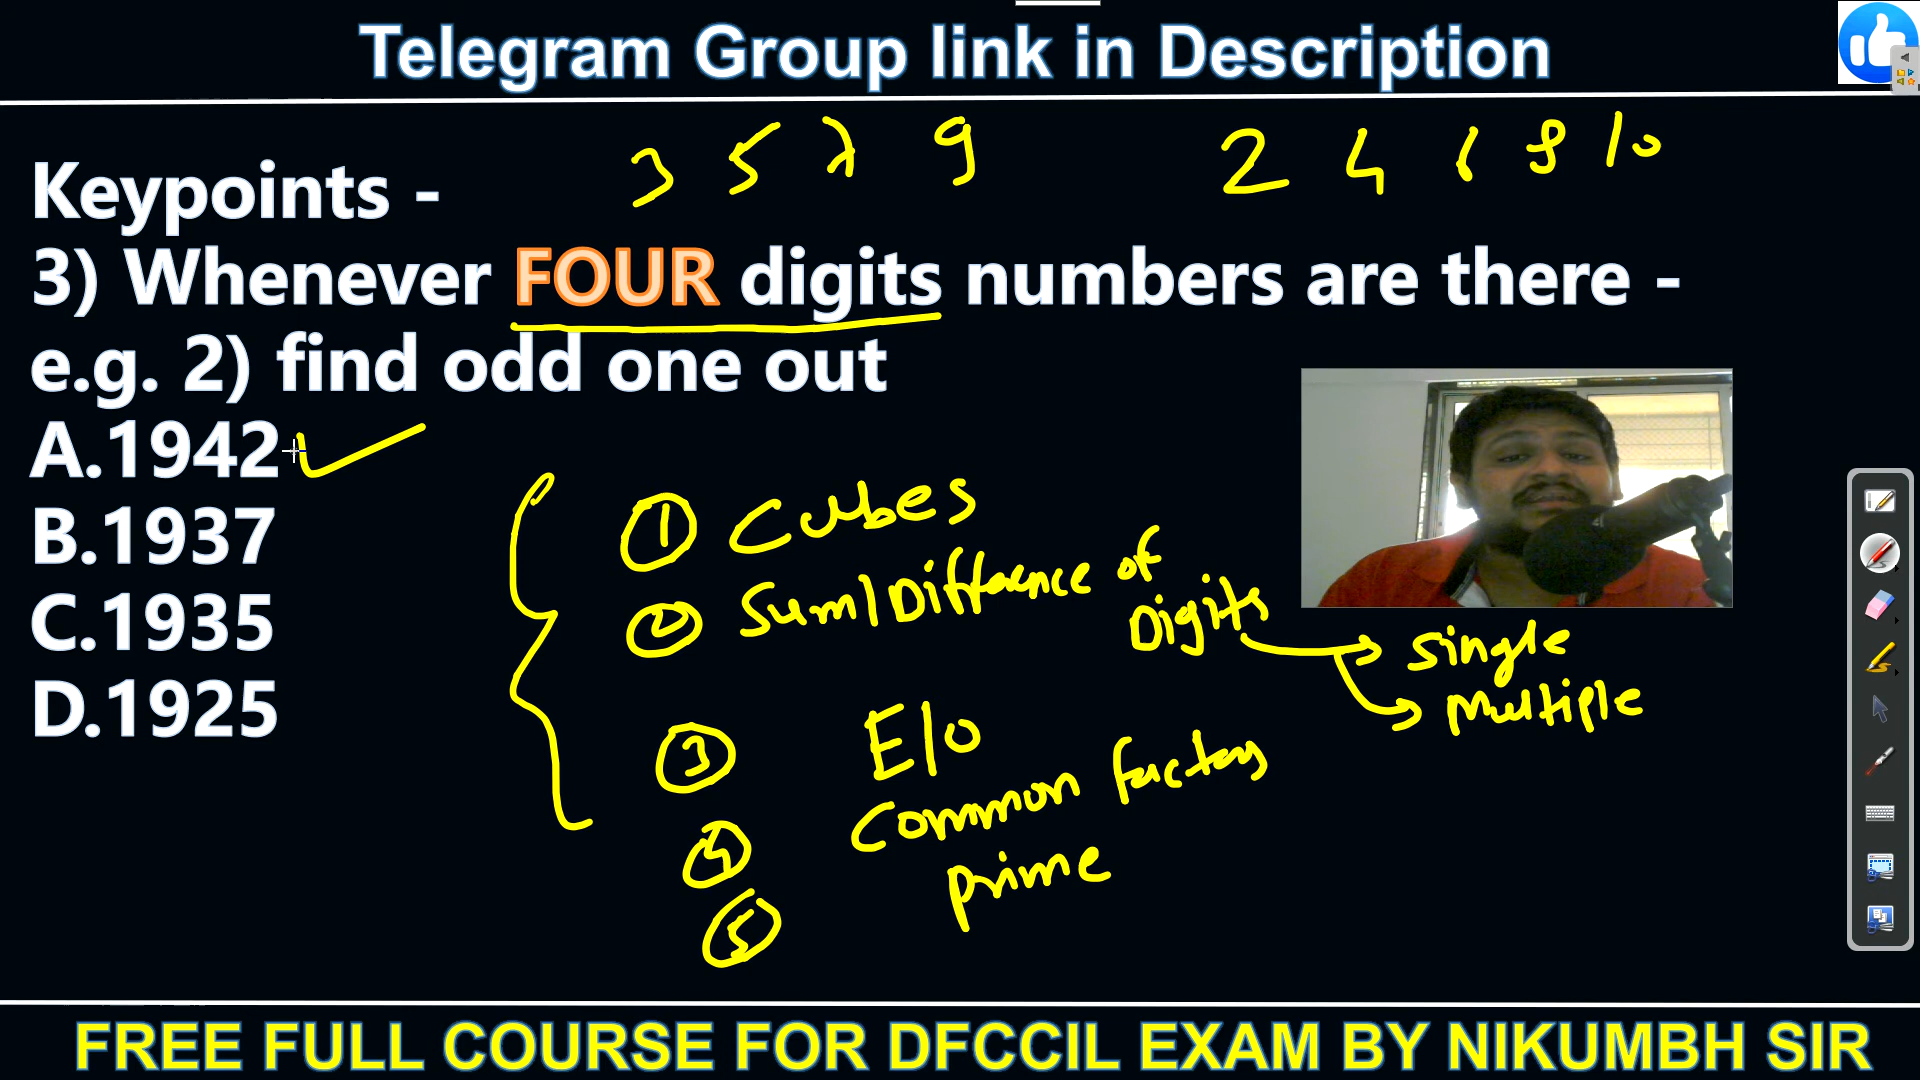 Telegram Group link in Description
3 5 7 9 2 4 6 8 10
Keypoints -
3) Whenever FOUR digits numbers are there -
e.g. 2) find odd one out
A.1942
B.1937
C.1935
D.1925
1 Cubes
2 Sum/Difference of
Digits
single
multiple
3 E/O
4 Common factors
5 prime
FREE FULL COURSE FOR DFCCIL EXAM BY NIKUMBH SIR